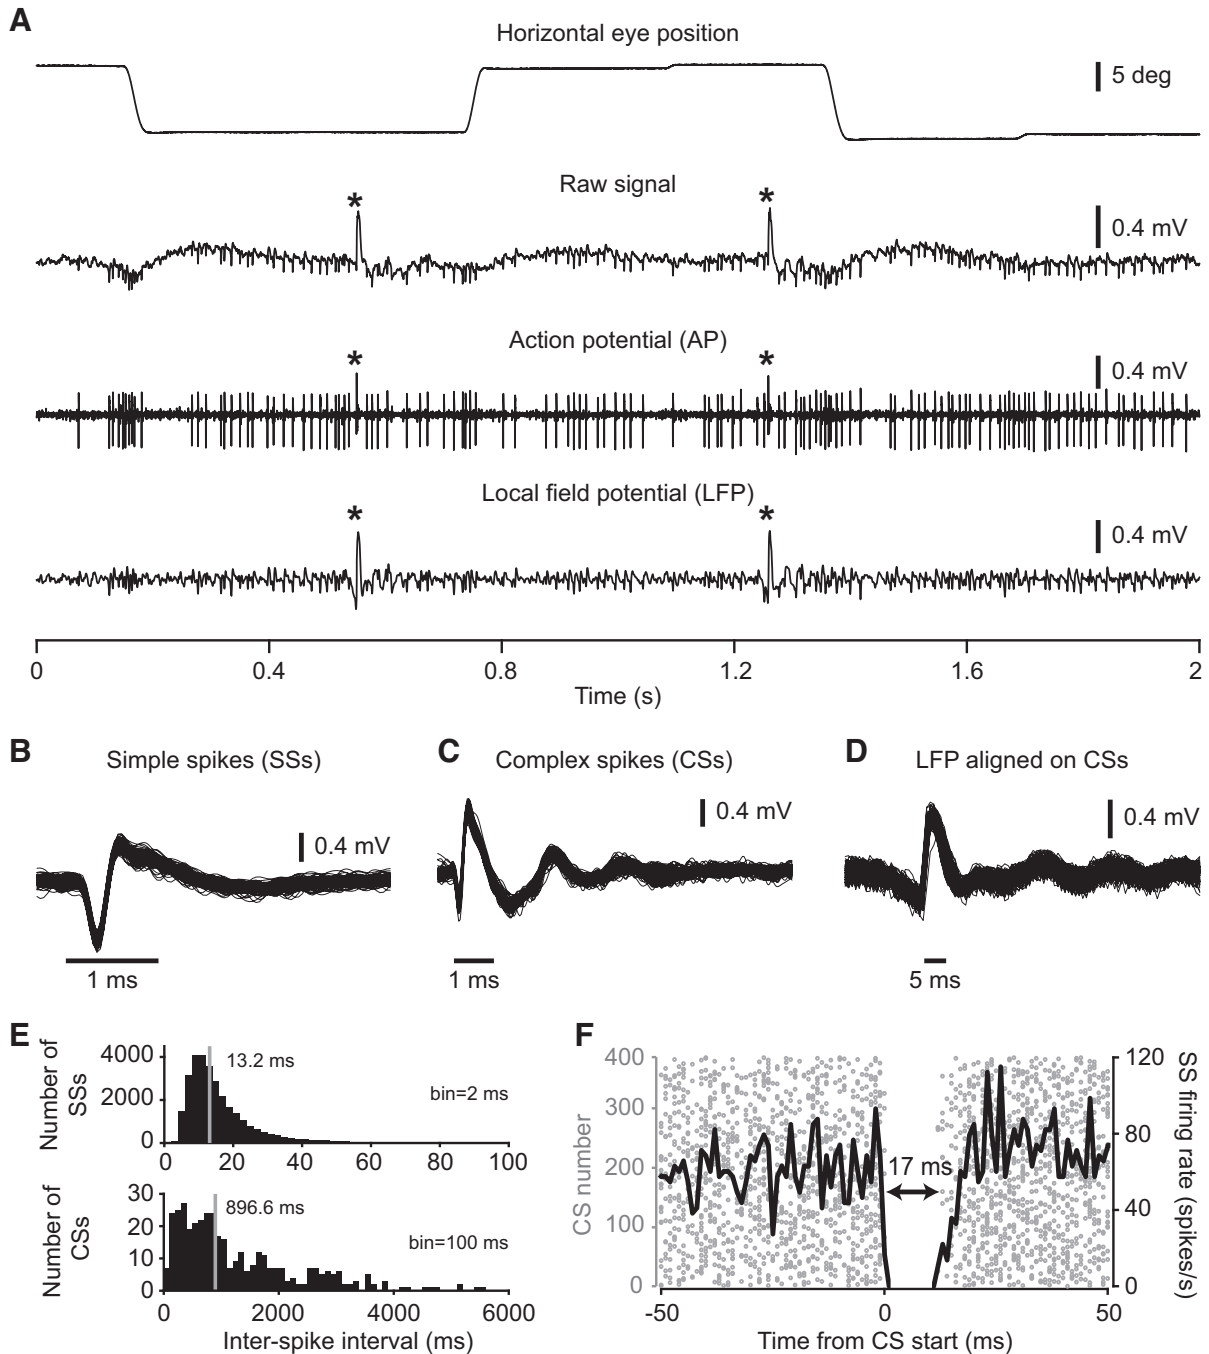 A
Horizontal eye position
5 deg
Raw signal
*
*
0.4 mV
Action potential (AP)
*
*
0.4 mV
Local field potential (LFP)
*
*
0.4 mV
0
0.4
0.8
1.2
1.6
2
Time (s)
B
Simple spikes (SSs)
0.4 mV
1 ms
C
Complex spikes (CSs)
0.4 mV
1 ms
D
LFP aligned on CSs
0.4 mV
5 ms
E
Number of
SSs
4000
2000
0
13.2 ms
bin=2 ms
0
20
40
60
80
100
Number of
CSs
30
20
10
0
896.6 ms
bin=100 ms
0
2000
4000
6000
Inter-spike interval (ms)
F
CS number
400
300
200
100
0
17 ms
120
80
40
0
SS firing rate (spikes/s)
-50
0
50
Time from CS start (ms)